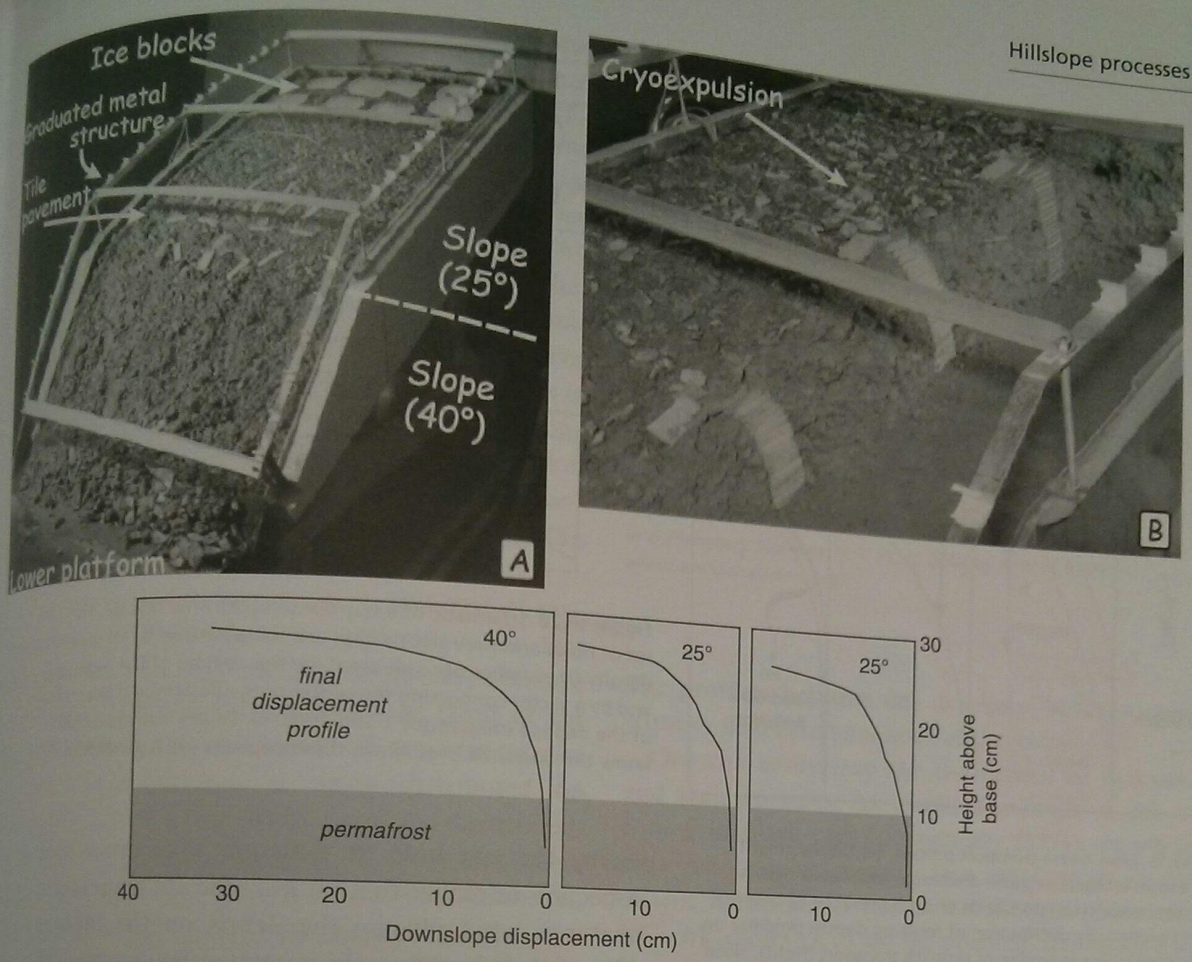 Hillslope processes
Ice blocks
Graduated metal
structure
Tile
pavement
Slope
(25°)
Slope
(40°)
Lower platform
A
Cryoexpulsion
B
40°
final
displacement
profile
permafrost
25°
25°
30
20
10
0
Height above
base (cm)
40 30 20 10 0
10 0
10 0
Downslope displacement (cm)